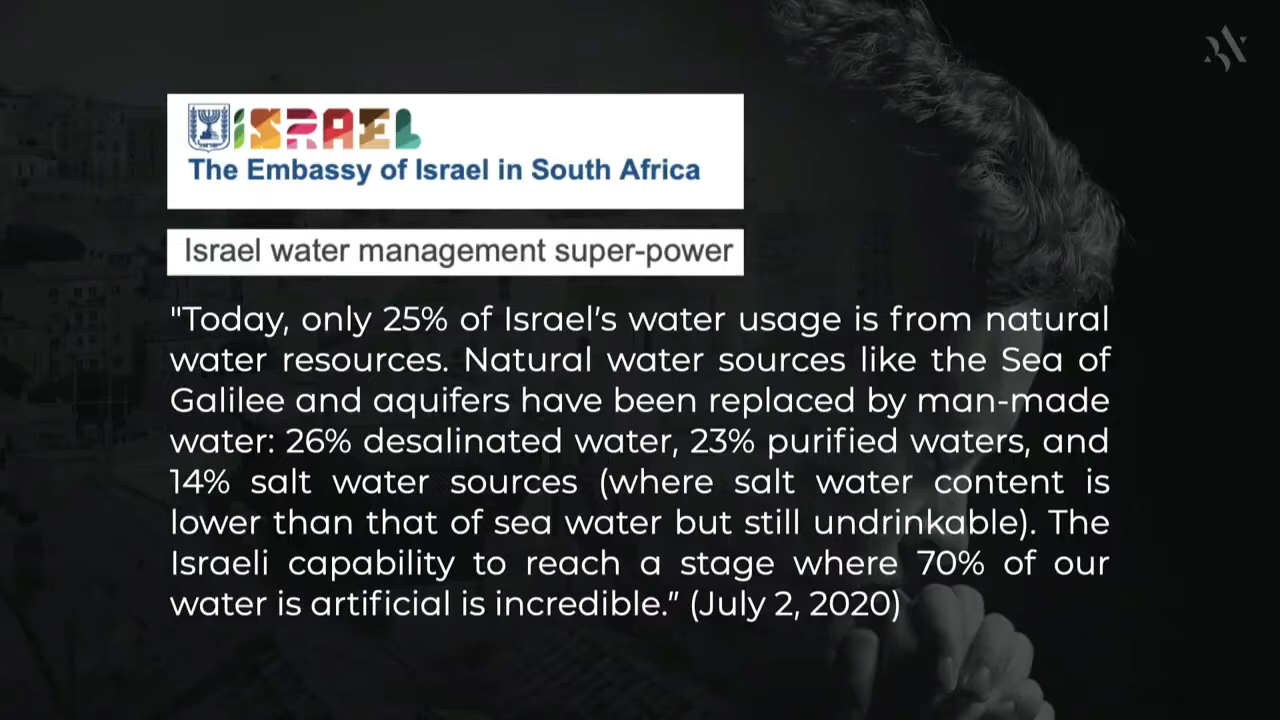 ISRAEL
The Embassy of Israel in South Africa
Israel water management super-power
"Today, only 25% of Israel’s water usage is from natural
water resources. Natural water sources like the Sea of
Galilee and aquifers have been replaced by man-made
water: 26% desalinated water, 23% purified waters, and
14% salt water sources (where salt water content is
lower than that of sea water but still undrinkable). The
Israeli capability to reach a stage where 70% of our
water is artificial is incredible.” (July 2, 2020)